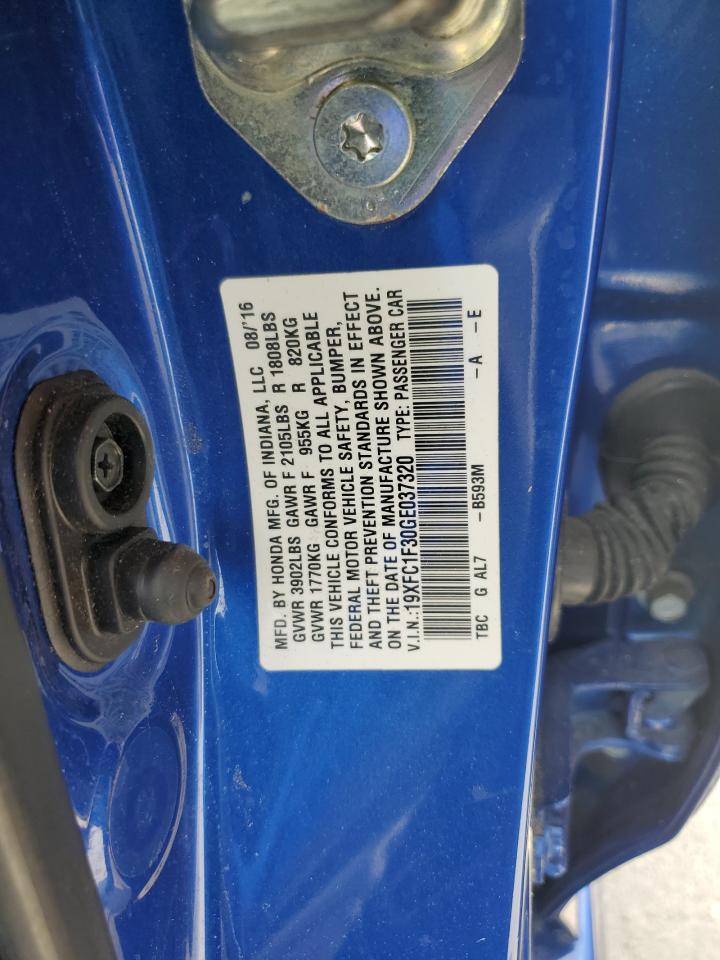 MFD. BY HONDA MFG. OF INDIANA, LLC 08/'16
GVWR 3902LBS GAWR F 2105LBS R 1808LBS
GVWR 1770KG GAWR F 955KG R 820KG
THIS VEHICLE CONFORMS TO ALL APPLICABLE
FEDERAL MOTOR VEHICLE SAFETY, BUMPER,
AND THEFT PREVENTION STANDARDS IN EFFECT
ON THE DATE OF MANUFACTURE SHOWN ABOVE.
V.I.N.:19XFC1F30GE037320 TYPE: PASSENGER CAR
TBC G AL7 – B593M –A –E